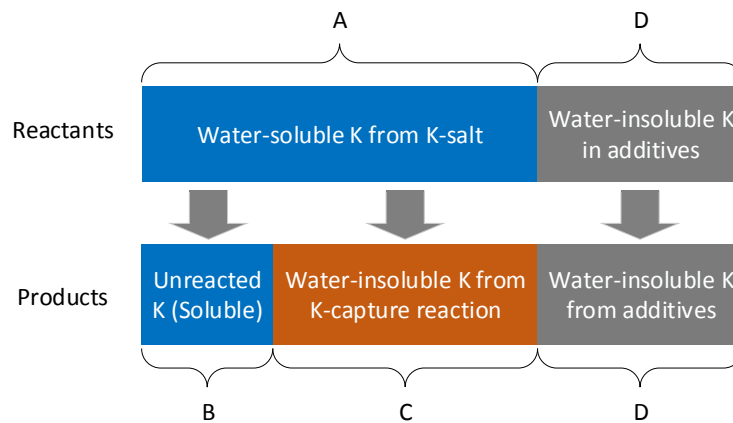 A
D
Reactants
Water-soluble K from K-salt
Water-insoluble K
in additives
Products
Unreacted
K (Soluble)
Water-insoluble K from
K-capture reaction
Water-insoluble K
from additives
B
C
D